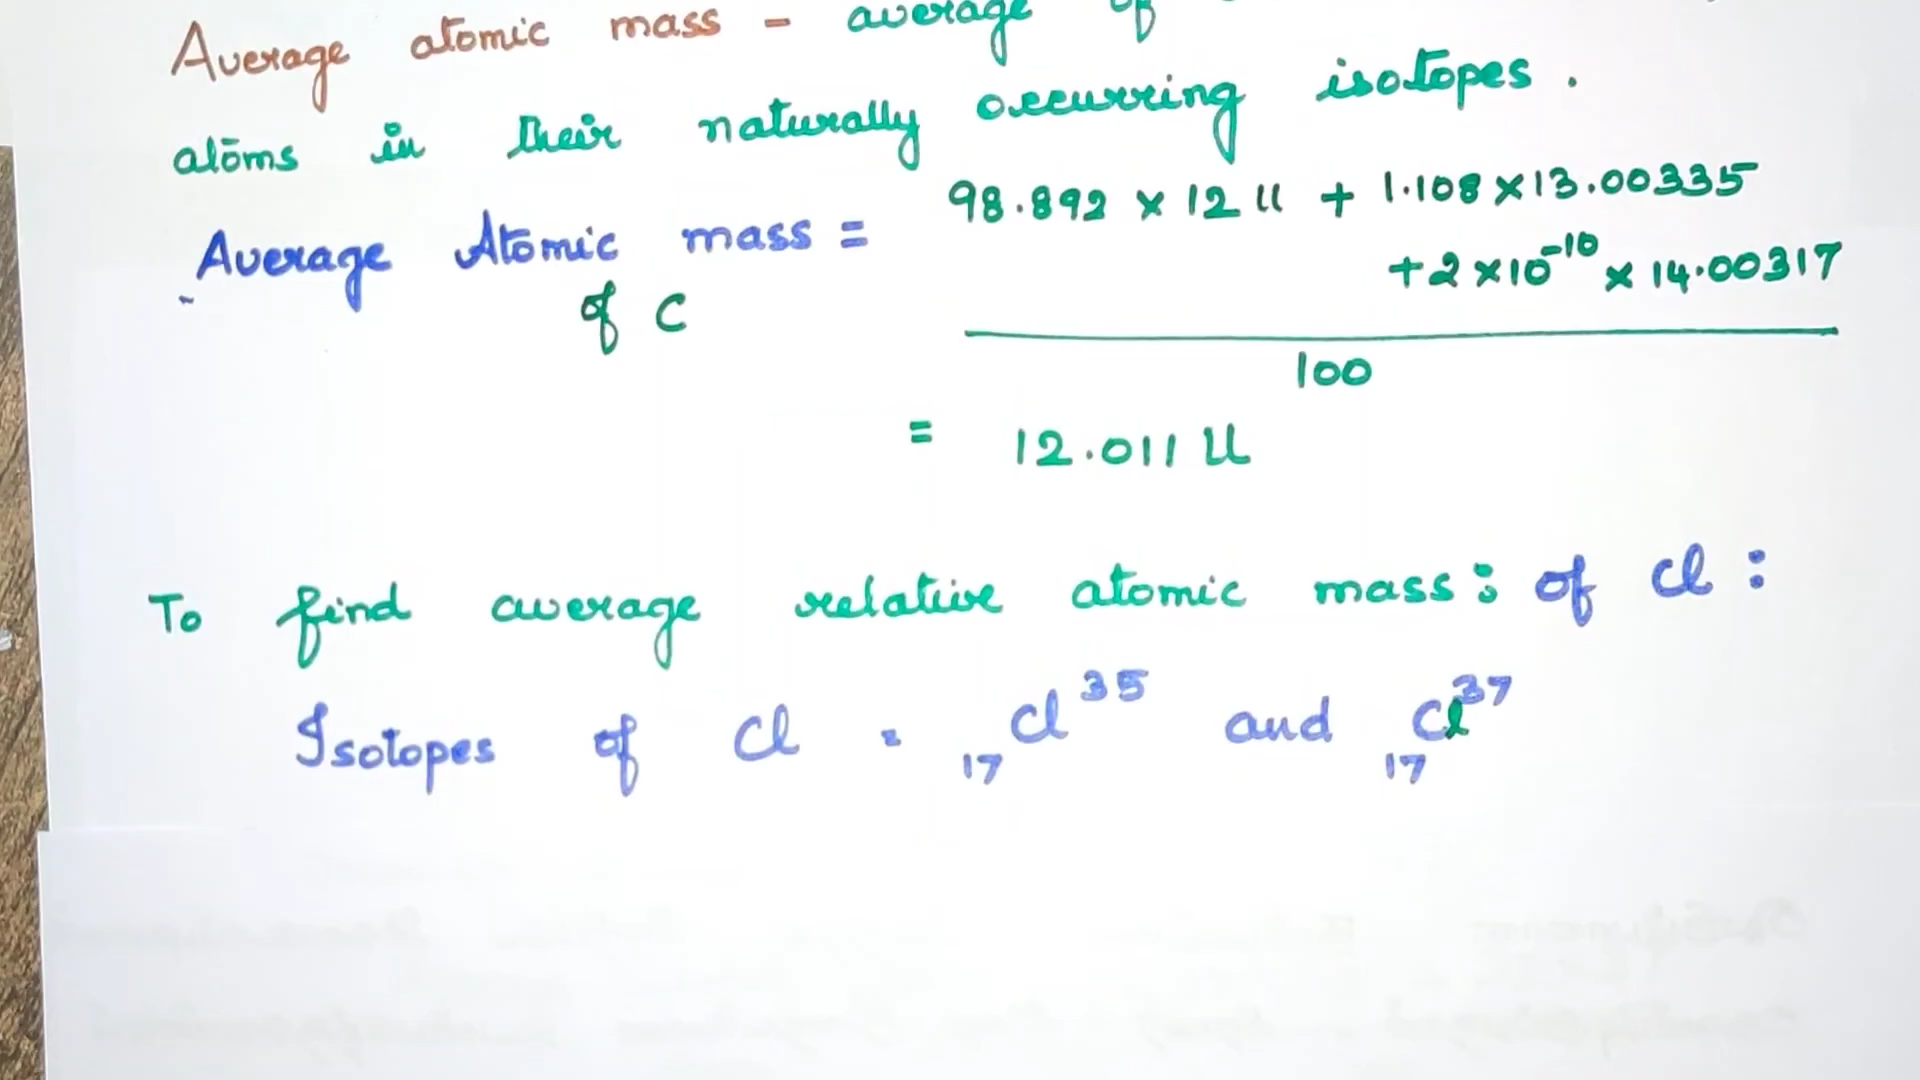 Average atomic mass - average of
atoms in their naturally occurring isotopes.
Average Atomic mass = 98.892 × 12 u + 1.108 × 13.00335
of C + 2 × 10⁻¹⁰ × 14.00317
100
= 12.011 u
To find average relative atomic mass: of Cl:
Isotopes of Cl = ₁₇Cl³⁵ and ₁₇Cl³⁷